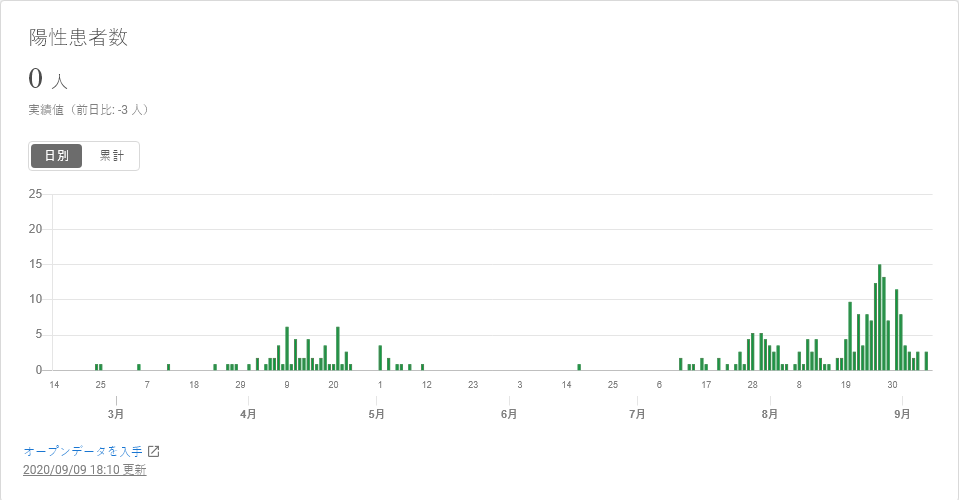 陽性患者数
0 人
実績値（前日比: -3 人）
日別 累計
25
20
15
10
5
0
14 25 7 18 29 9 20 1 12 23 3 14 25 6 17 28 8 19 30
3月 4月 5月 6月 7月 8月 9月
オープンデータを入手
2020/09/09 18:10 更新